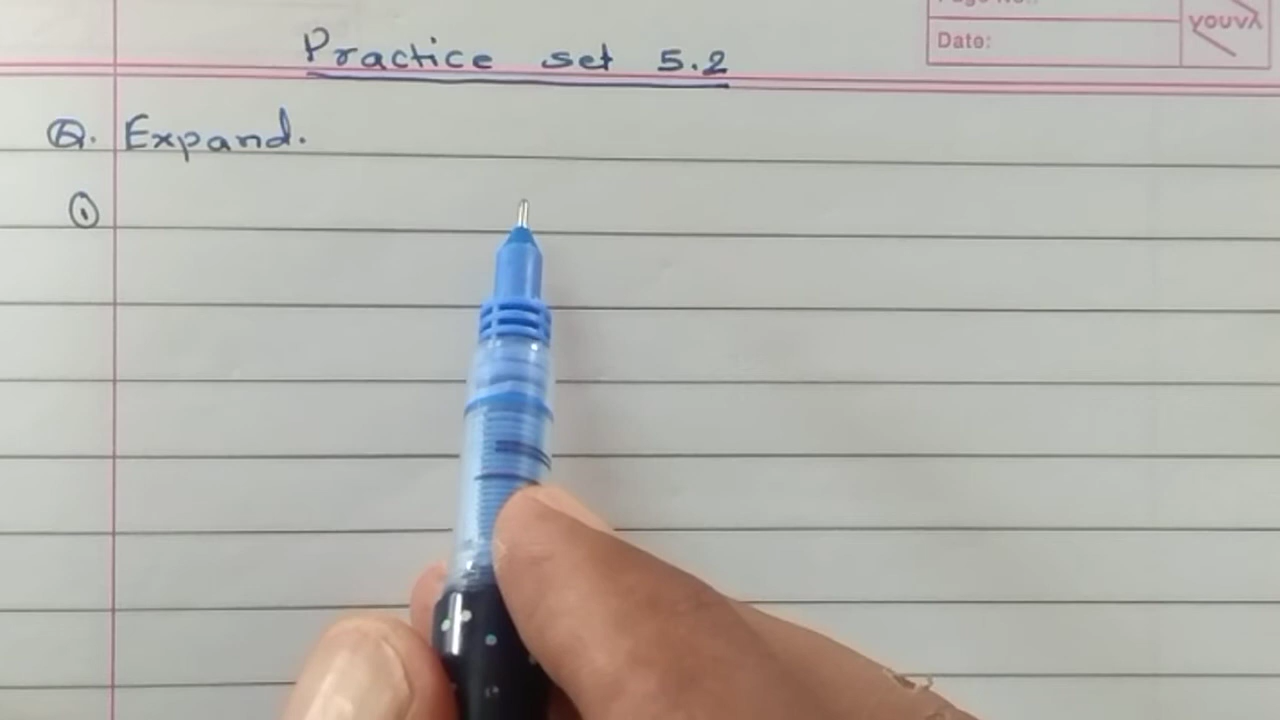 Practice set 5.2
Date:
youva
Q. Expand.
①